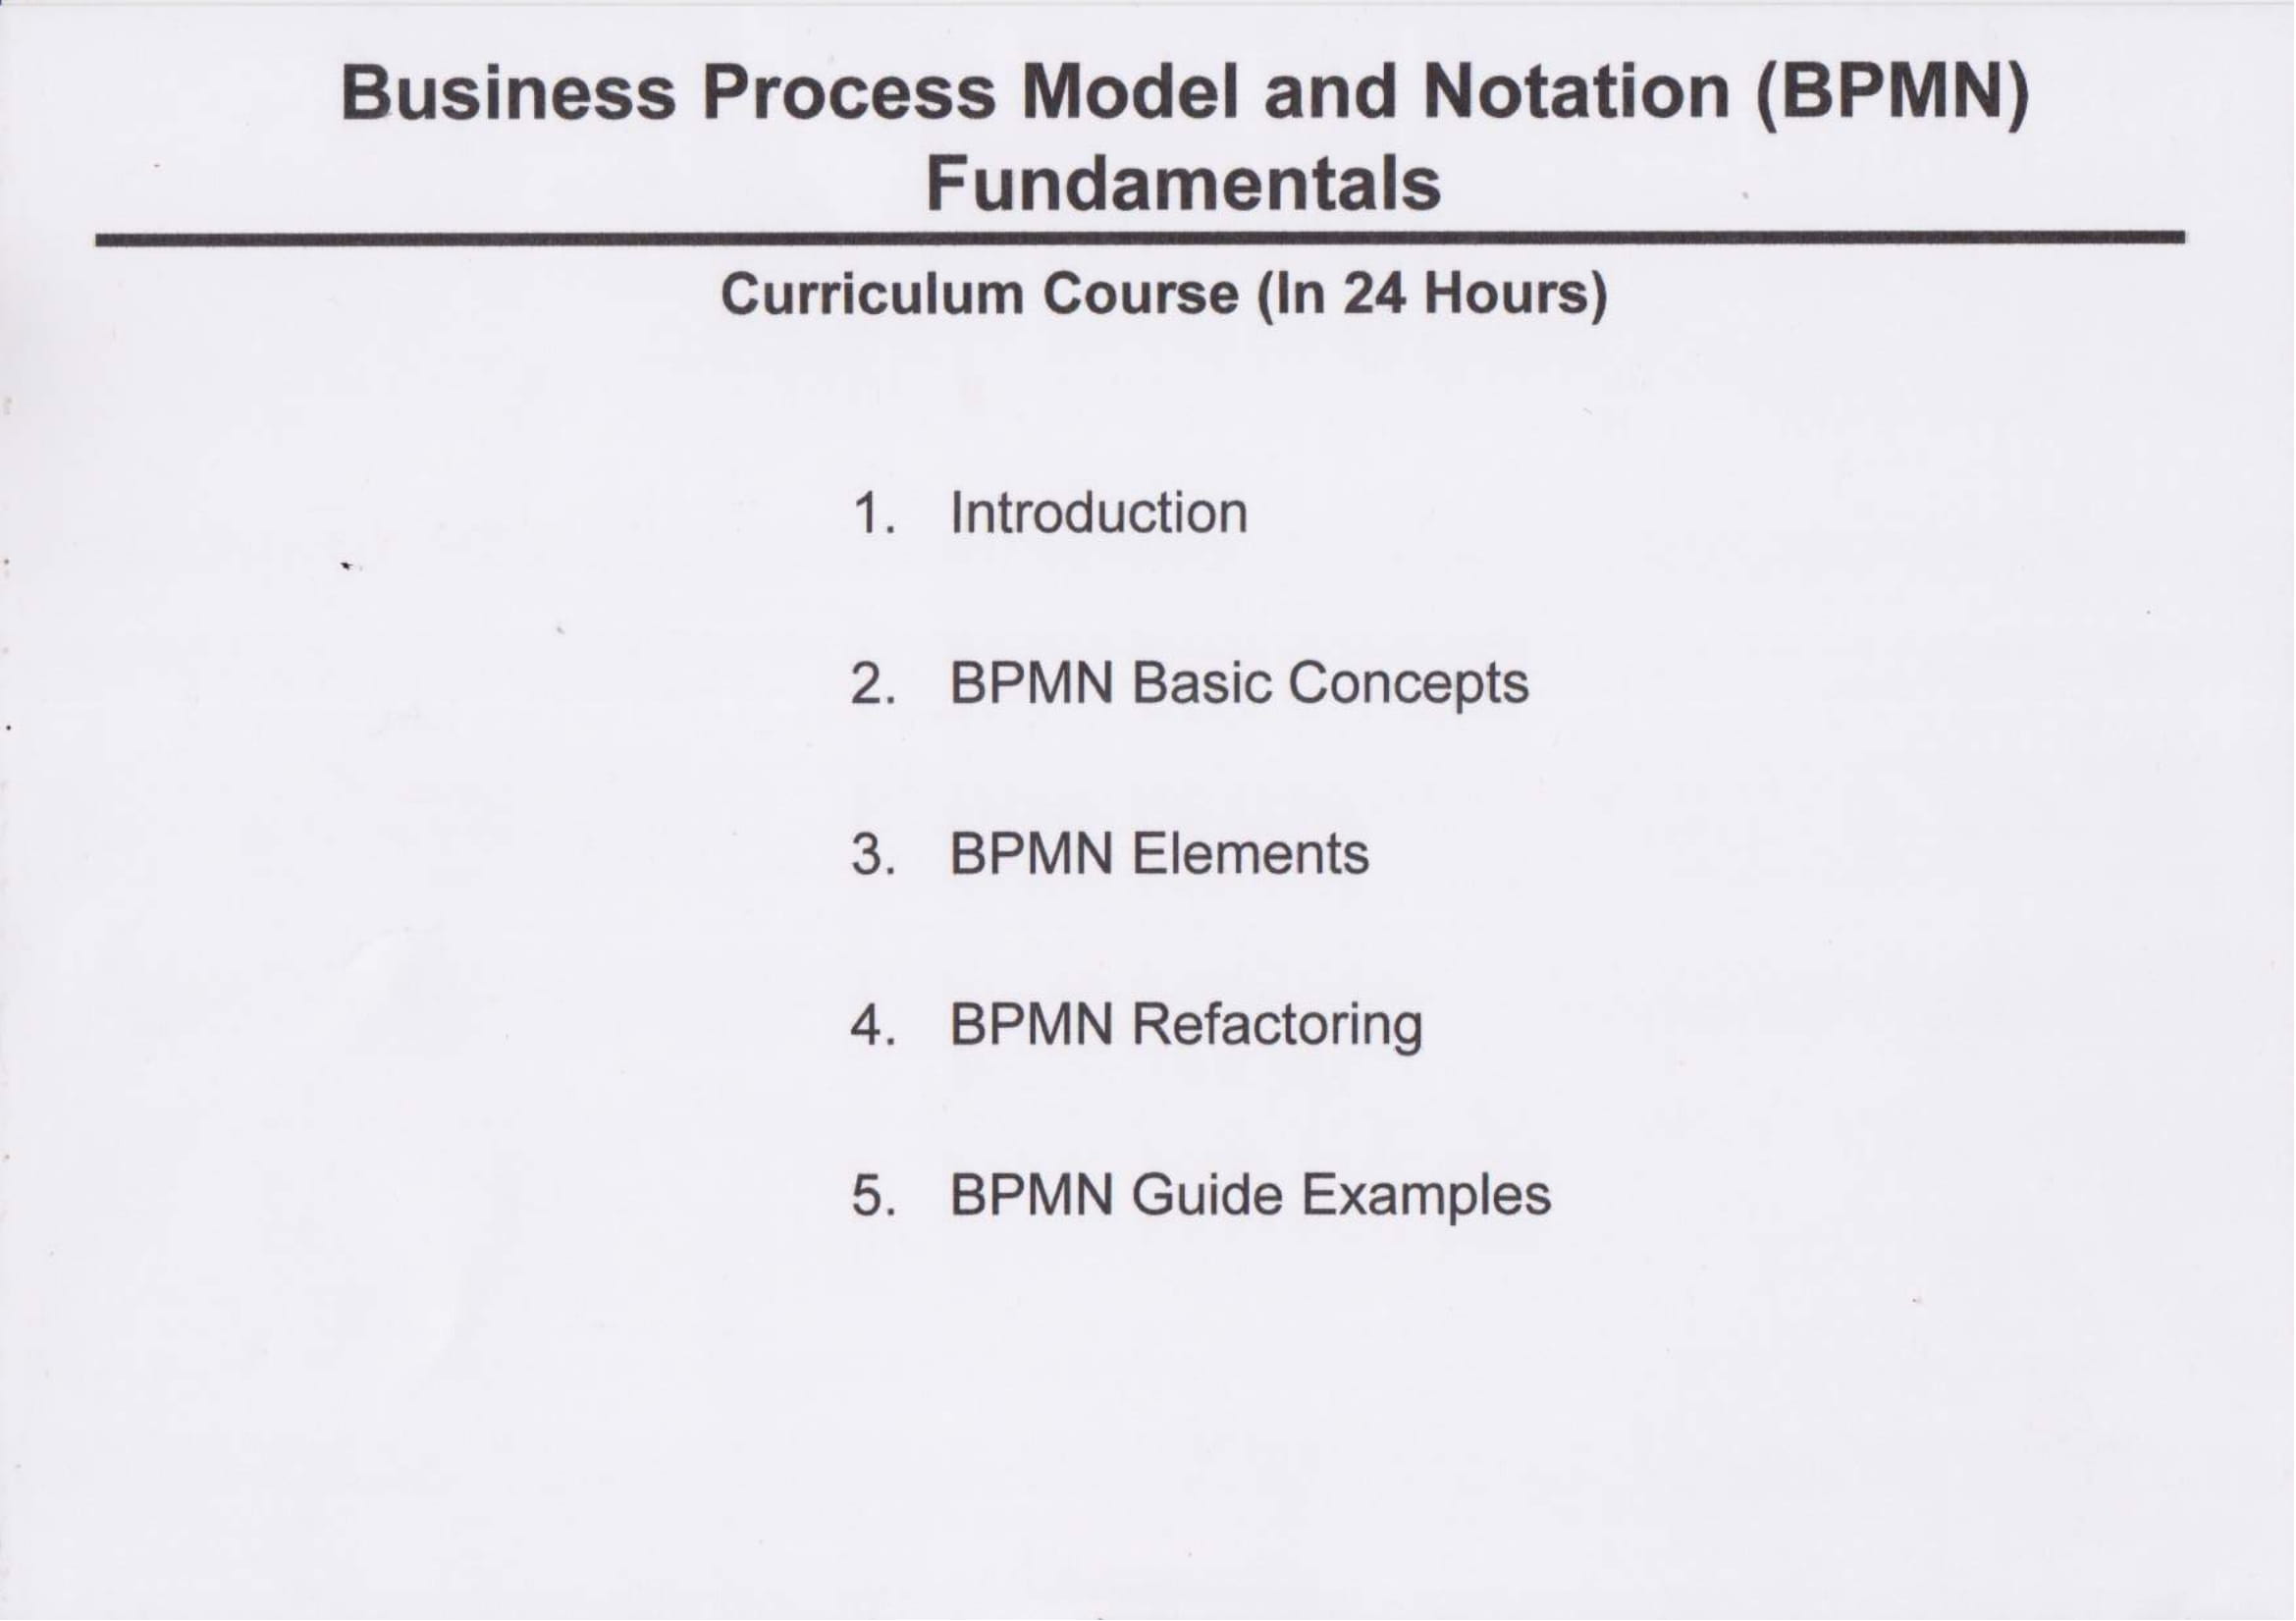 Business Process Model and Notation (BPMN)
Fundamentals
Curriculum Course (In 24 Hours)
1. Introduction
2. BPMN Basic Concepts
3. BPMN Elements
4. BPMN Refactoring
5. BPMN Guide Examples